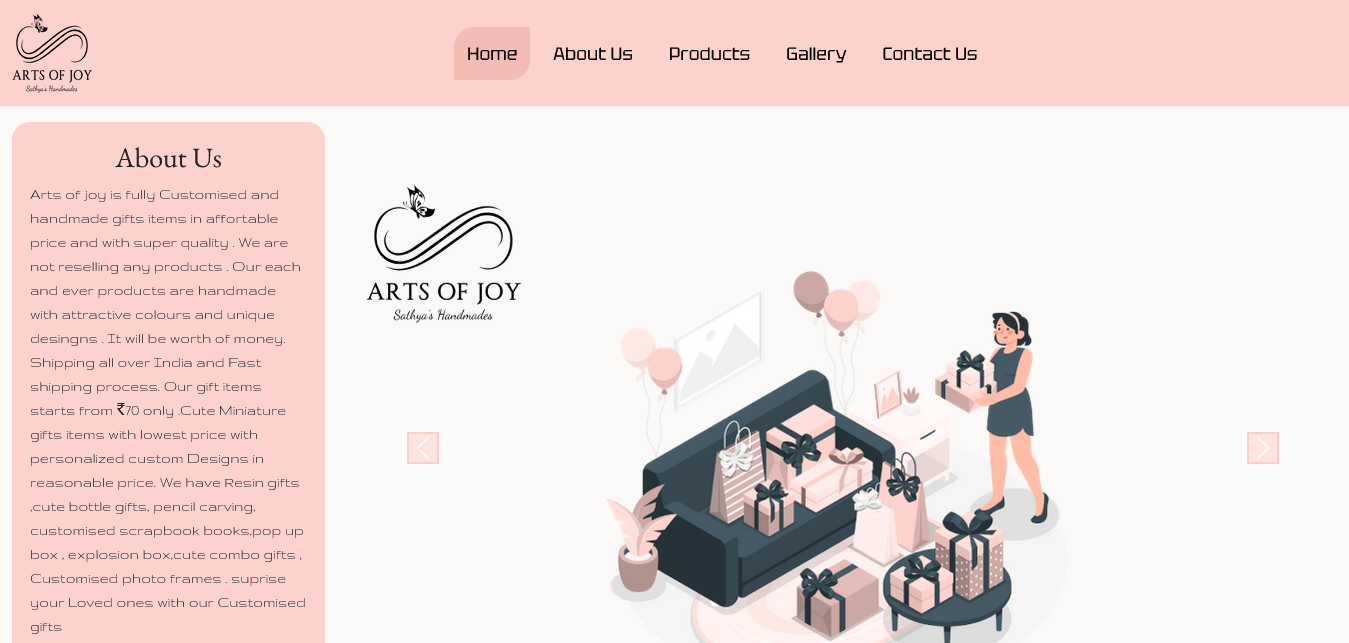 ARTS OF JOY
Sathya's Handmades
Home About Us Products Gallery Contact Us
About Us
Arts of joy is fully Customised and
handmade gifts items in affortable
price and with super quality . We are
not reselling any products . Our each
and ever products are handmade
with attractive colours and unique
desingns . It will be worth of money.
Shipping all over India and Fast
shipping process. Our gift items
starts from ₹70 only .Cute Miniature
gifts items with lowest price with
personalized custom Designs in
reasonable price. We have Resin gifts
,cute bottle gifts, pencil carving,
customised scrapbook books,pop up
box , explosion box,cute combo gifts ,
Customised photo frames . suprise
your Loved ones with our Customised
gifts
ARTS OF JOY
Sathya's Handmades